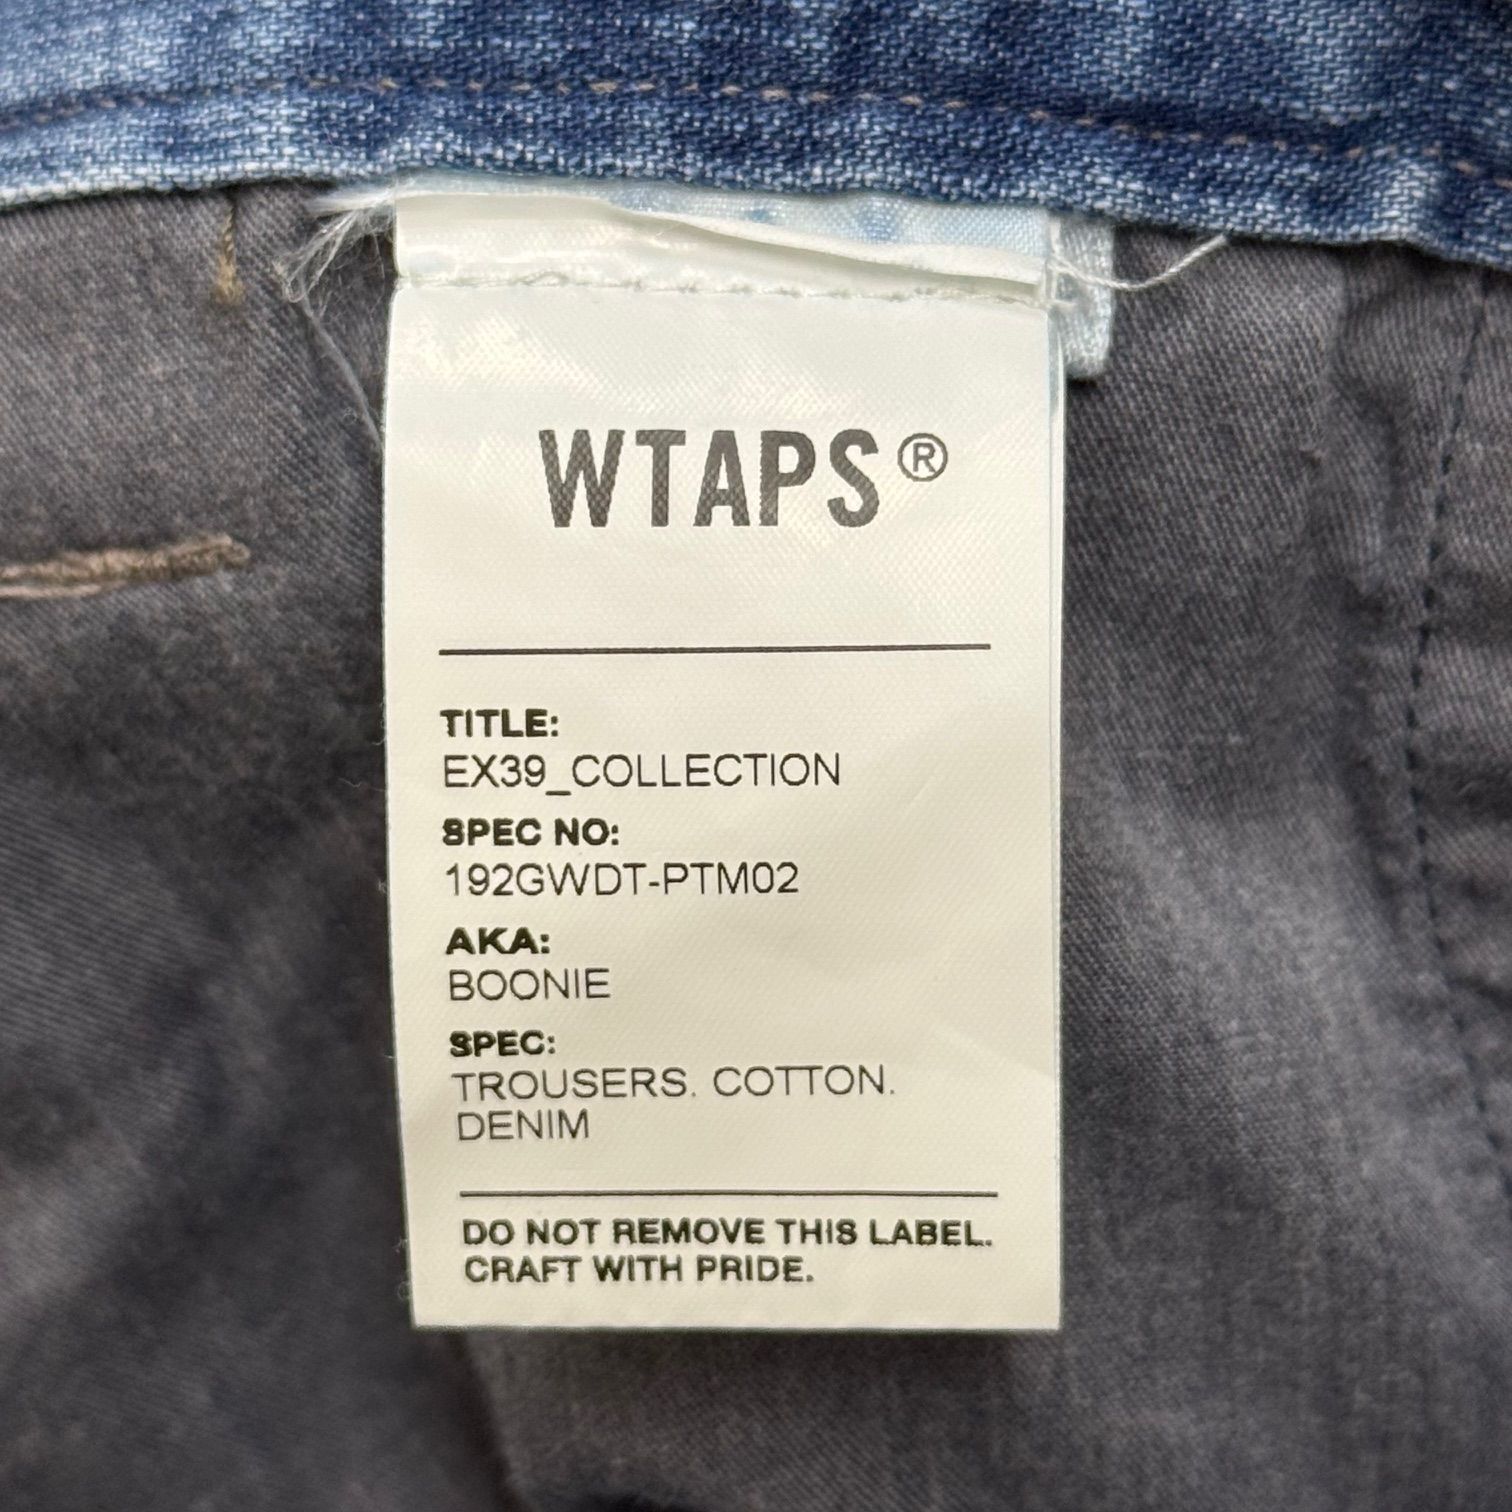 WTAPS®
TITLE:
EX39_COLLECTION
SPEC NO:
192GWDT-PTM02
AKA:
BOONIE
SPEC:
TROUSERS. COTTON.
DENIM
DO NOT REMOVE THIS LABEL.
CRAFT WITH PRIDE.